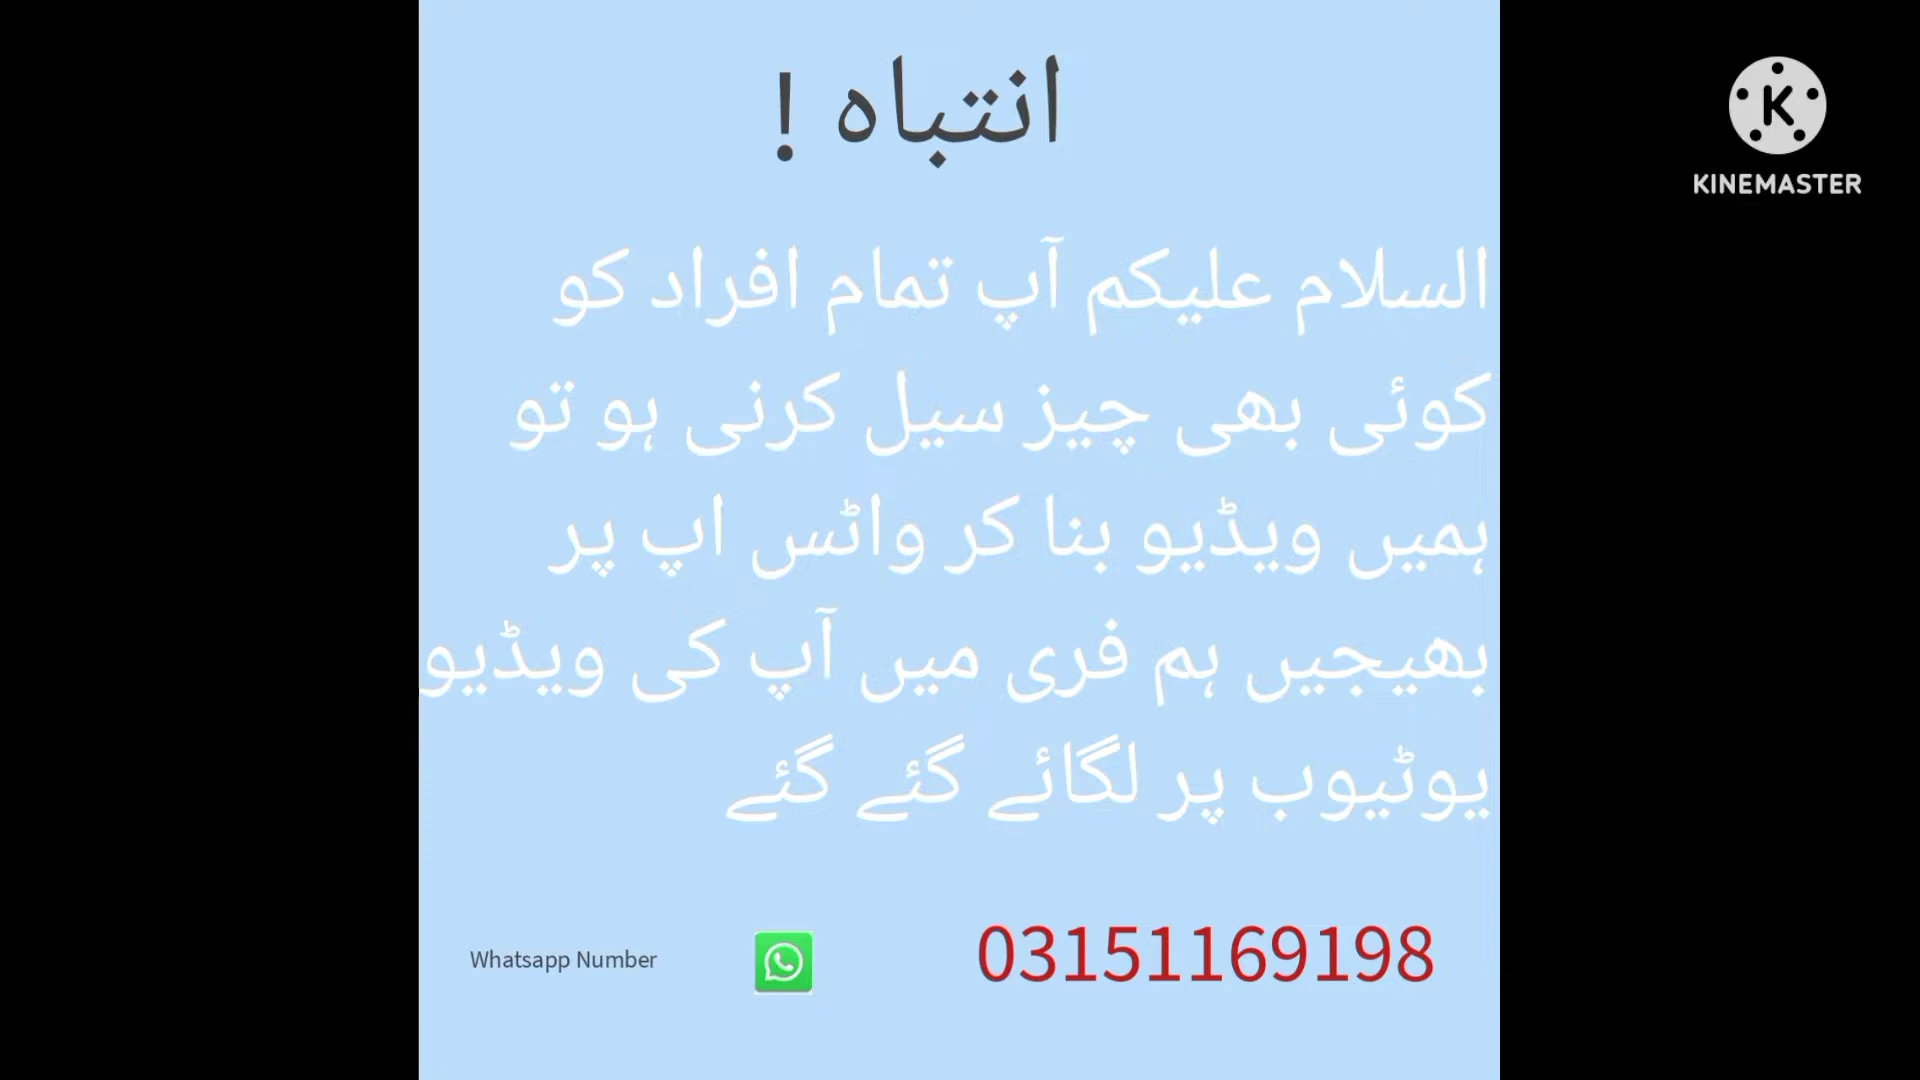 انتباہ !
السلام علیکم آپ تمام افراد کو
کوئی بھی چیز سیل کرنی ہو تو
ہمیں ویڈیو بنا کر واٹس اپ پر
بھیجیں ہم فری میں آپ کی ویڈیو
یوٹیوب پر لگائے گئے گئے
Whatsapp Number 03151169198
KINEMASTER